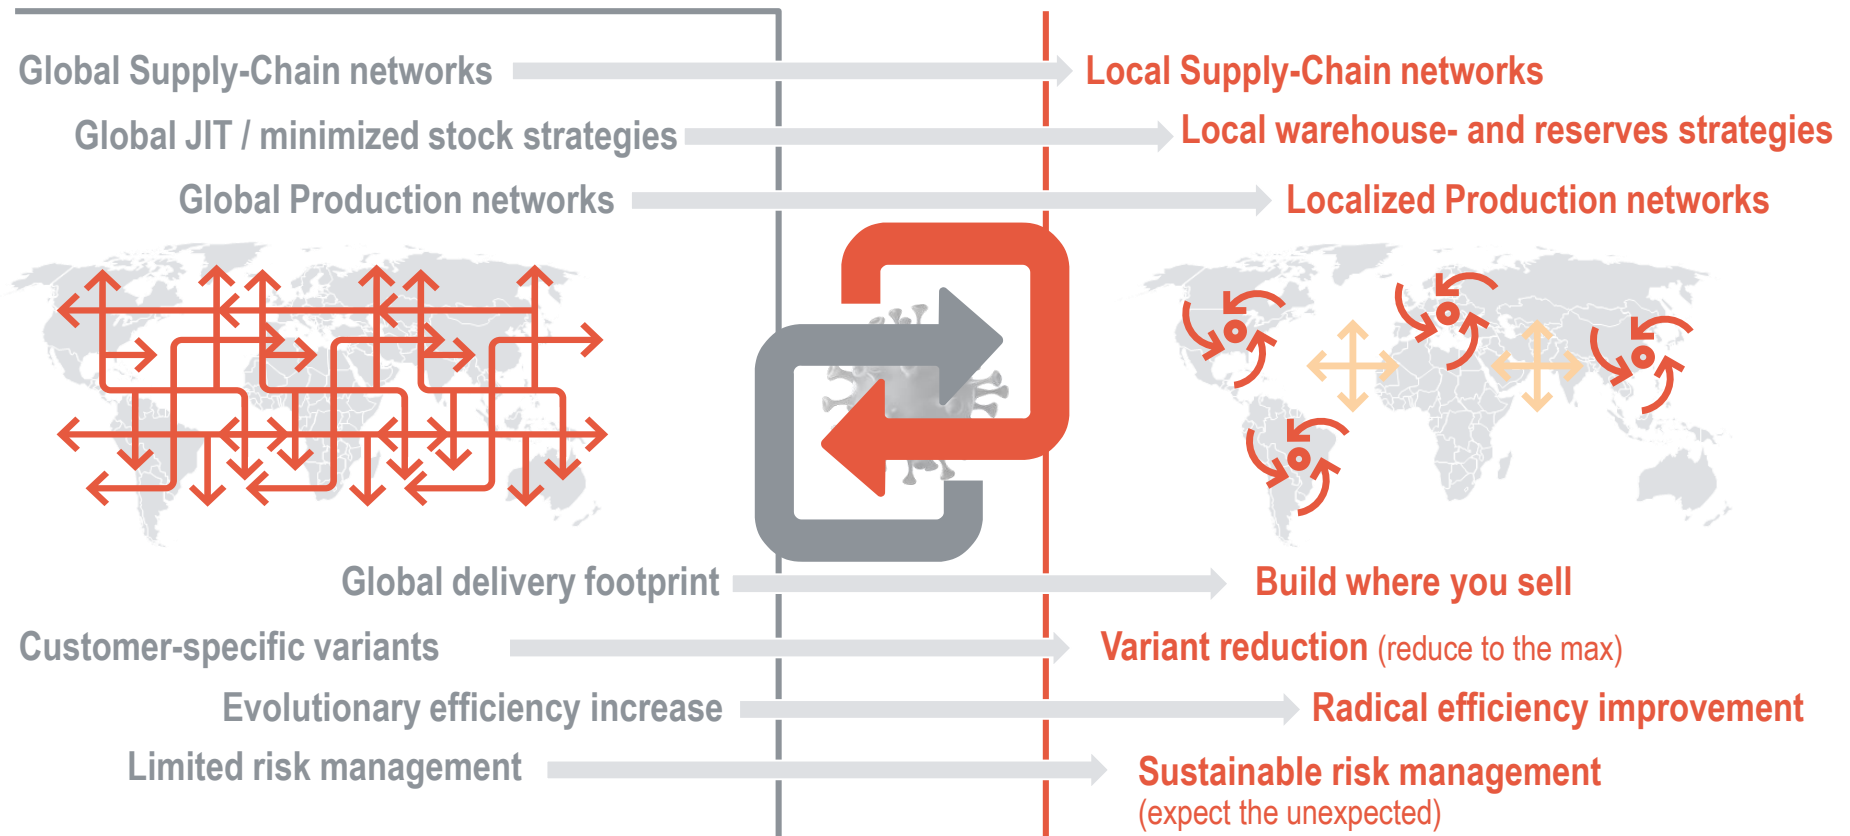 Global Supply-Chain networks
Local Supply-Chain networks
Global JIT / minimized stock strategies
Local warehouse- and reserves strategies
Global Production networks
Localized Production networks
Global delivery footprint
Build where you sell
Customer-specific variants
Variant reduction (reduce to the max)
Evolutionary efficiency increase
Radical efficiency improvement
Limited risk management
Sustainable risk management
(expect the unexpected)